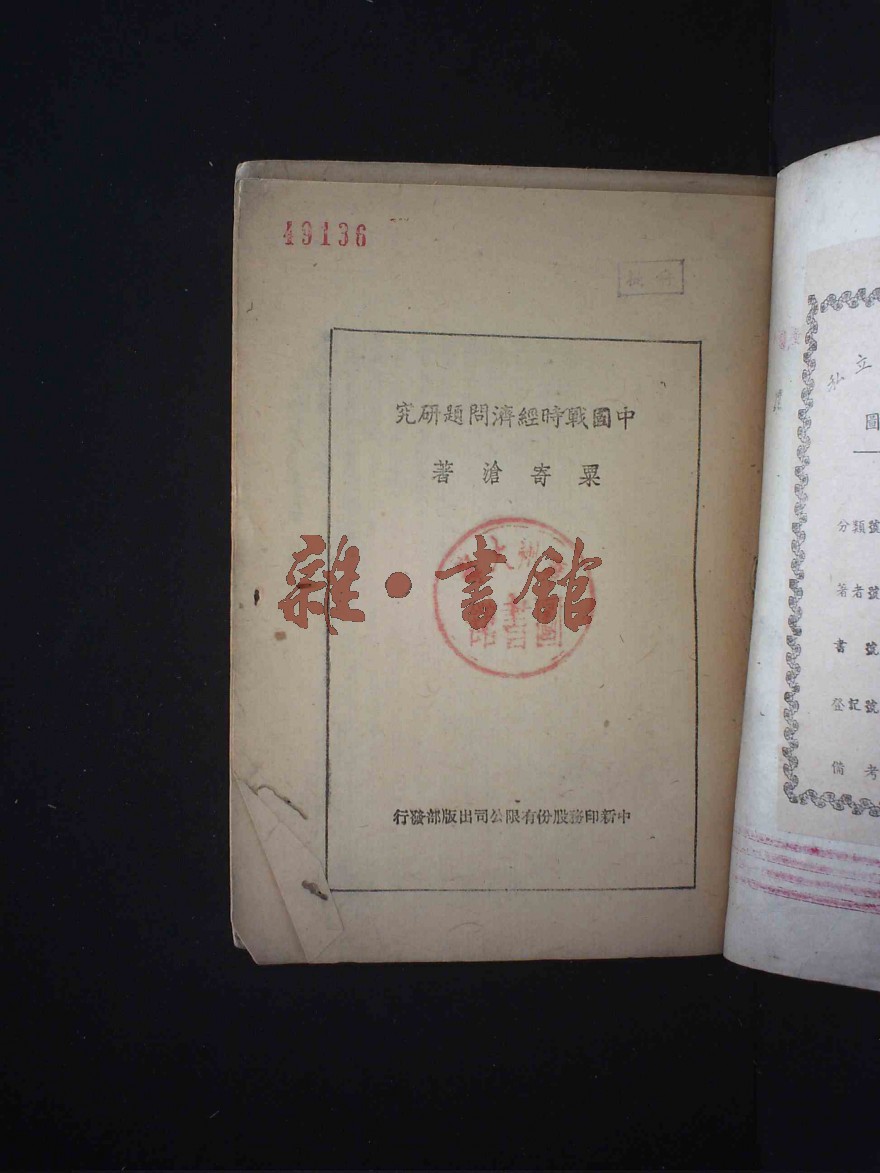 49136
中國戰時經濟問題研究
粟寄滄著
雜·書館
中新印務股份有限公司出版部發行
立
圖
分類號
著者號
書號
登記號
備考